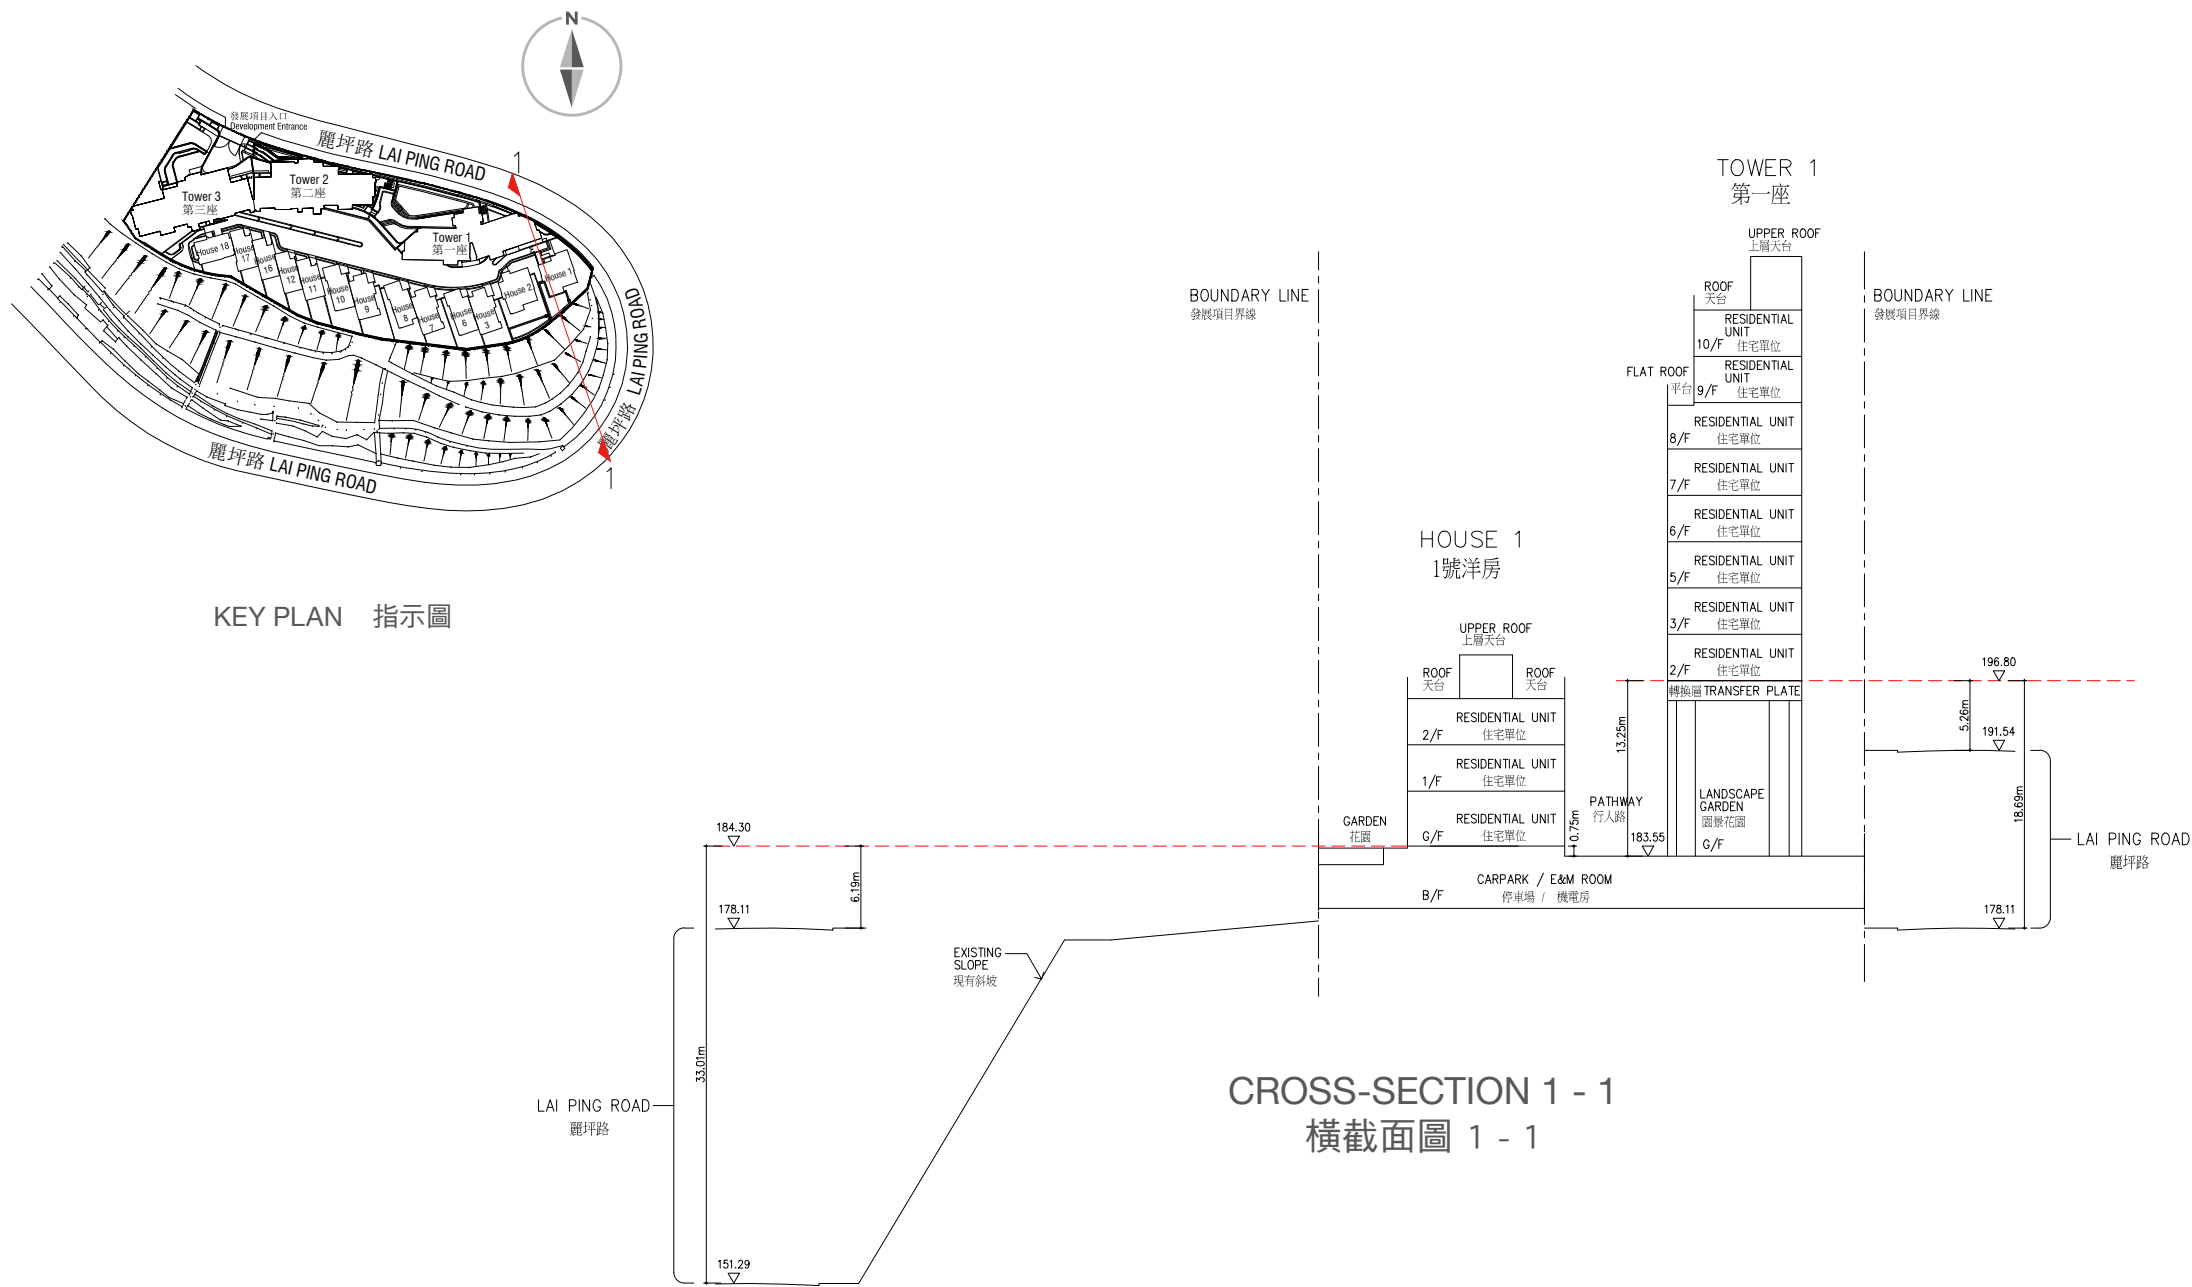 N
發展項目入口
Development Entrance
麗坪路 LAI PING ROAD
1
Tower 3
第三座
Tower 2
第二座
Tower 1
第一座
House 18
House
17
House
16
House
12
House
11
House
10
House
9
House
8
House
7
House
6
House
3
House 2
House 1
麗坪路 LAI PING ROAD
麗坪路 LAI PING ROAD
1
KEY PLAN 指示圖
TOWER 1
第一座
UPPER ROOF
上層天台
ROOF
天台
BOUNDARY LINE
發展項目界線
BOUNDARY LINE
發展項目界線
RESIDENTIAL
UNIT
10/F 住宅單位
FLAT ROOF
平台
RESIDENTIAL
UNIT
9/F 住宅單位
RESIDENTIAL UNIT
8/F 住宅單位
RESIDENTIAL UNIT
7/F 住宅單位
RESIDENTIAL UNIT
6/F 住宅單位
RESIDENTIAL UNIT
5/F 住宅單位
RESIDENTIAL UNIT
3/F 住宅單位
RESIDENTIAL UNIT
2/F 住宅單位
轉換層 TRANSFER PLATE
HOUSE 1
1號洋房
UPPER ROOF
上層天台
ROOF
天台
ROOF
天台
RESIDENTIAL UNIT
2/F 住宅單位
RESIDENTIAL UNIT
1/F 住宅單位
RESIDENTIAL UNIT
G/F 住宅單位
GARDEN
花園
0.75m
13.25m
PATHWAY
行人路
183.55
LANDSCAPE
GARDEN
園景花園
G/F
CARPARK / E&M ROOM
B/F 停車場 / 機電房
196.80
5.26m
191.54
18.69m
178.11
LAI PING ROAD
麗坪路
184.30
6.19m
178.11
33.01m
151.29
LAI PING ROAD
麗坪路
EXISTING
SLOPE
現有斜坡
CROSS-SECTION 1 - 1
橫截面圖 1 - 1